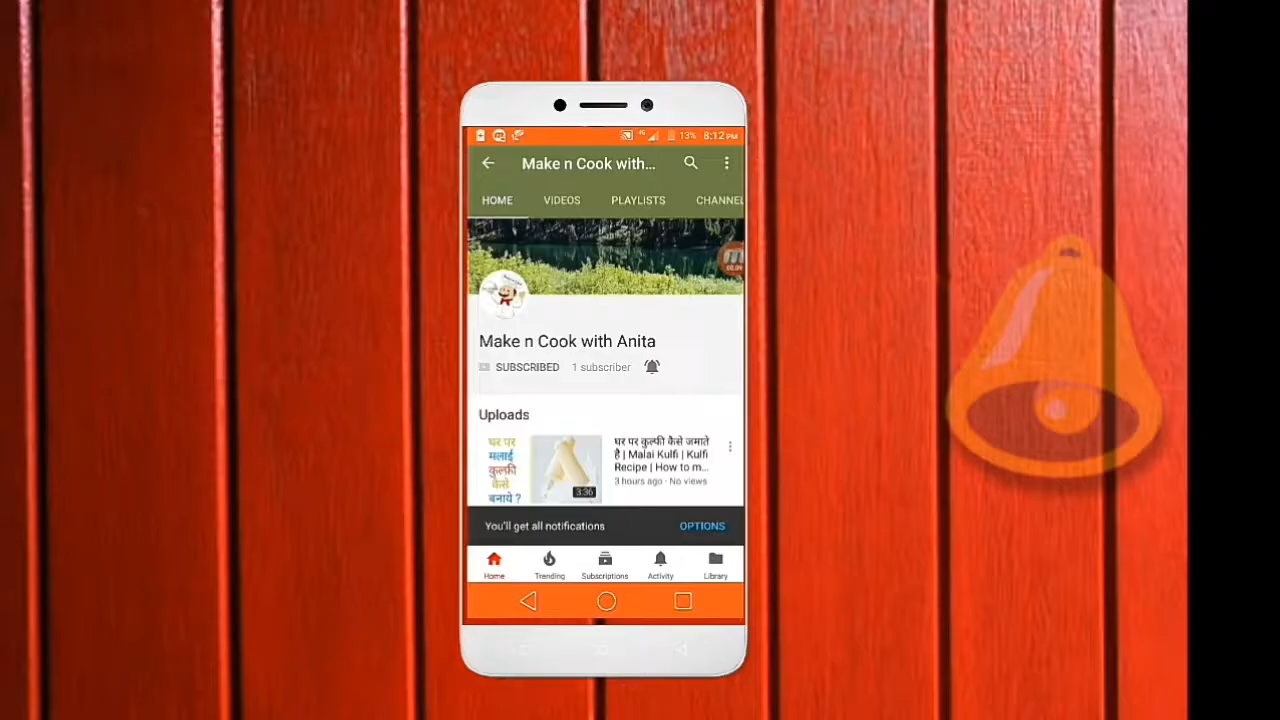 4G 13% 8:12 PM
Make n Cook with...
HOME VIDEOS PLAYLISTS CHANNEL
Make n Cook with Anita
SUBSCRIBED 1 subscriber
Uploads
घर पर
मलाई
कुल्फी
कैसे
बनाये ?
3:36
घर पर कुल्फी कैसे जमाते
है | Malai Kulfi | Kulfi
Recipe | How to m...
3 hours ago · No views
You'll get all notifications OPTIONS
Home Trending Subscriptions Activity Library